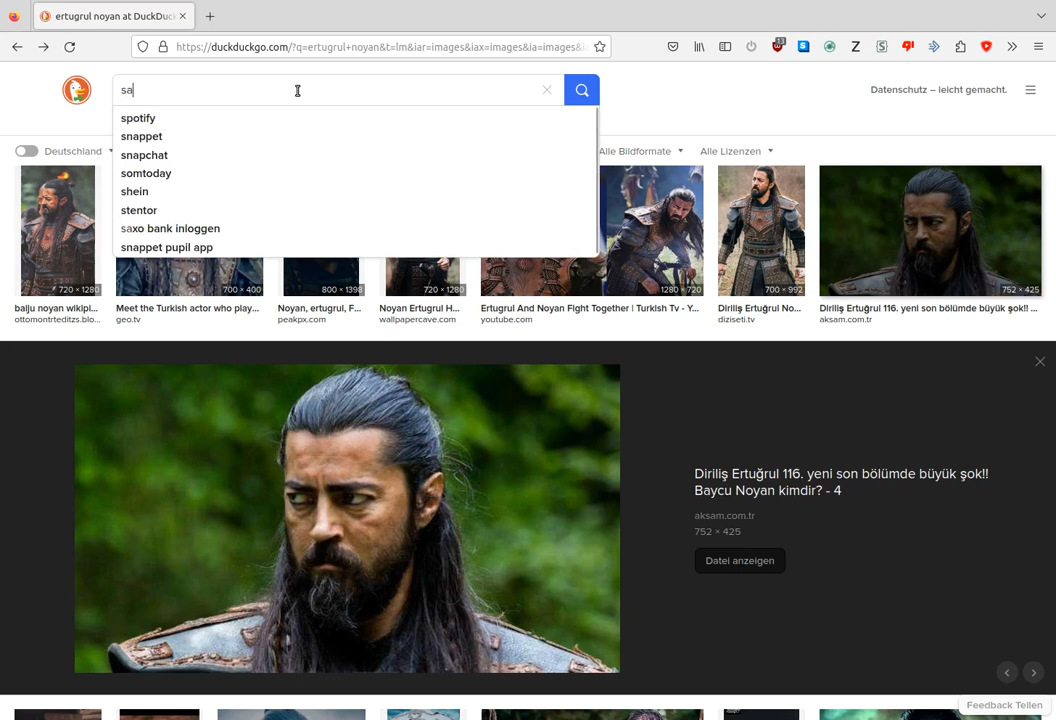 ertugrul noyan at DuckDuc
https://duckduckgo.com/?q=ertugrul+noyan&t=lm&iar=images&iax=images&ia=images&
13
sa
Datenschutz – leicht gemacht.
spotify
snappet
snapchat
somtoday
shein
stentor
saxo bank inloggen
snappet pupil app
Deutschland
Alle Bildformate
Alle Lizenzen
720 × 1280
700 × 400
800 × 1398
720 × 1280
1280 × 720
700 × 992
752 × 425
balju noyan wikipi...
ottomontrteditzs.blo...
Meet the Turkish actor who play...
geo.tv
Noyan, ertugrul, F...
peakpx.com
Noyan Ertugrul H...
wallpapercave.com
Ertugrul And Noyan Fight Together | Turkish Tv - Y...
youtube.com
Diriliş Ertuğrul No...
diziseti.tv
Diriliş Ertuğrul 116. yeni son bölümde büyük şok!! ...
aksam.com.tr
Diriliş Ertuğrul 116. yeni son bölümde büyük şok!!
Baycu Noyan kimdir? - 4
aksam.com.tr
752 × 425
Datei anzeigen
Feedback Teilen